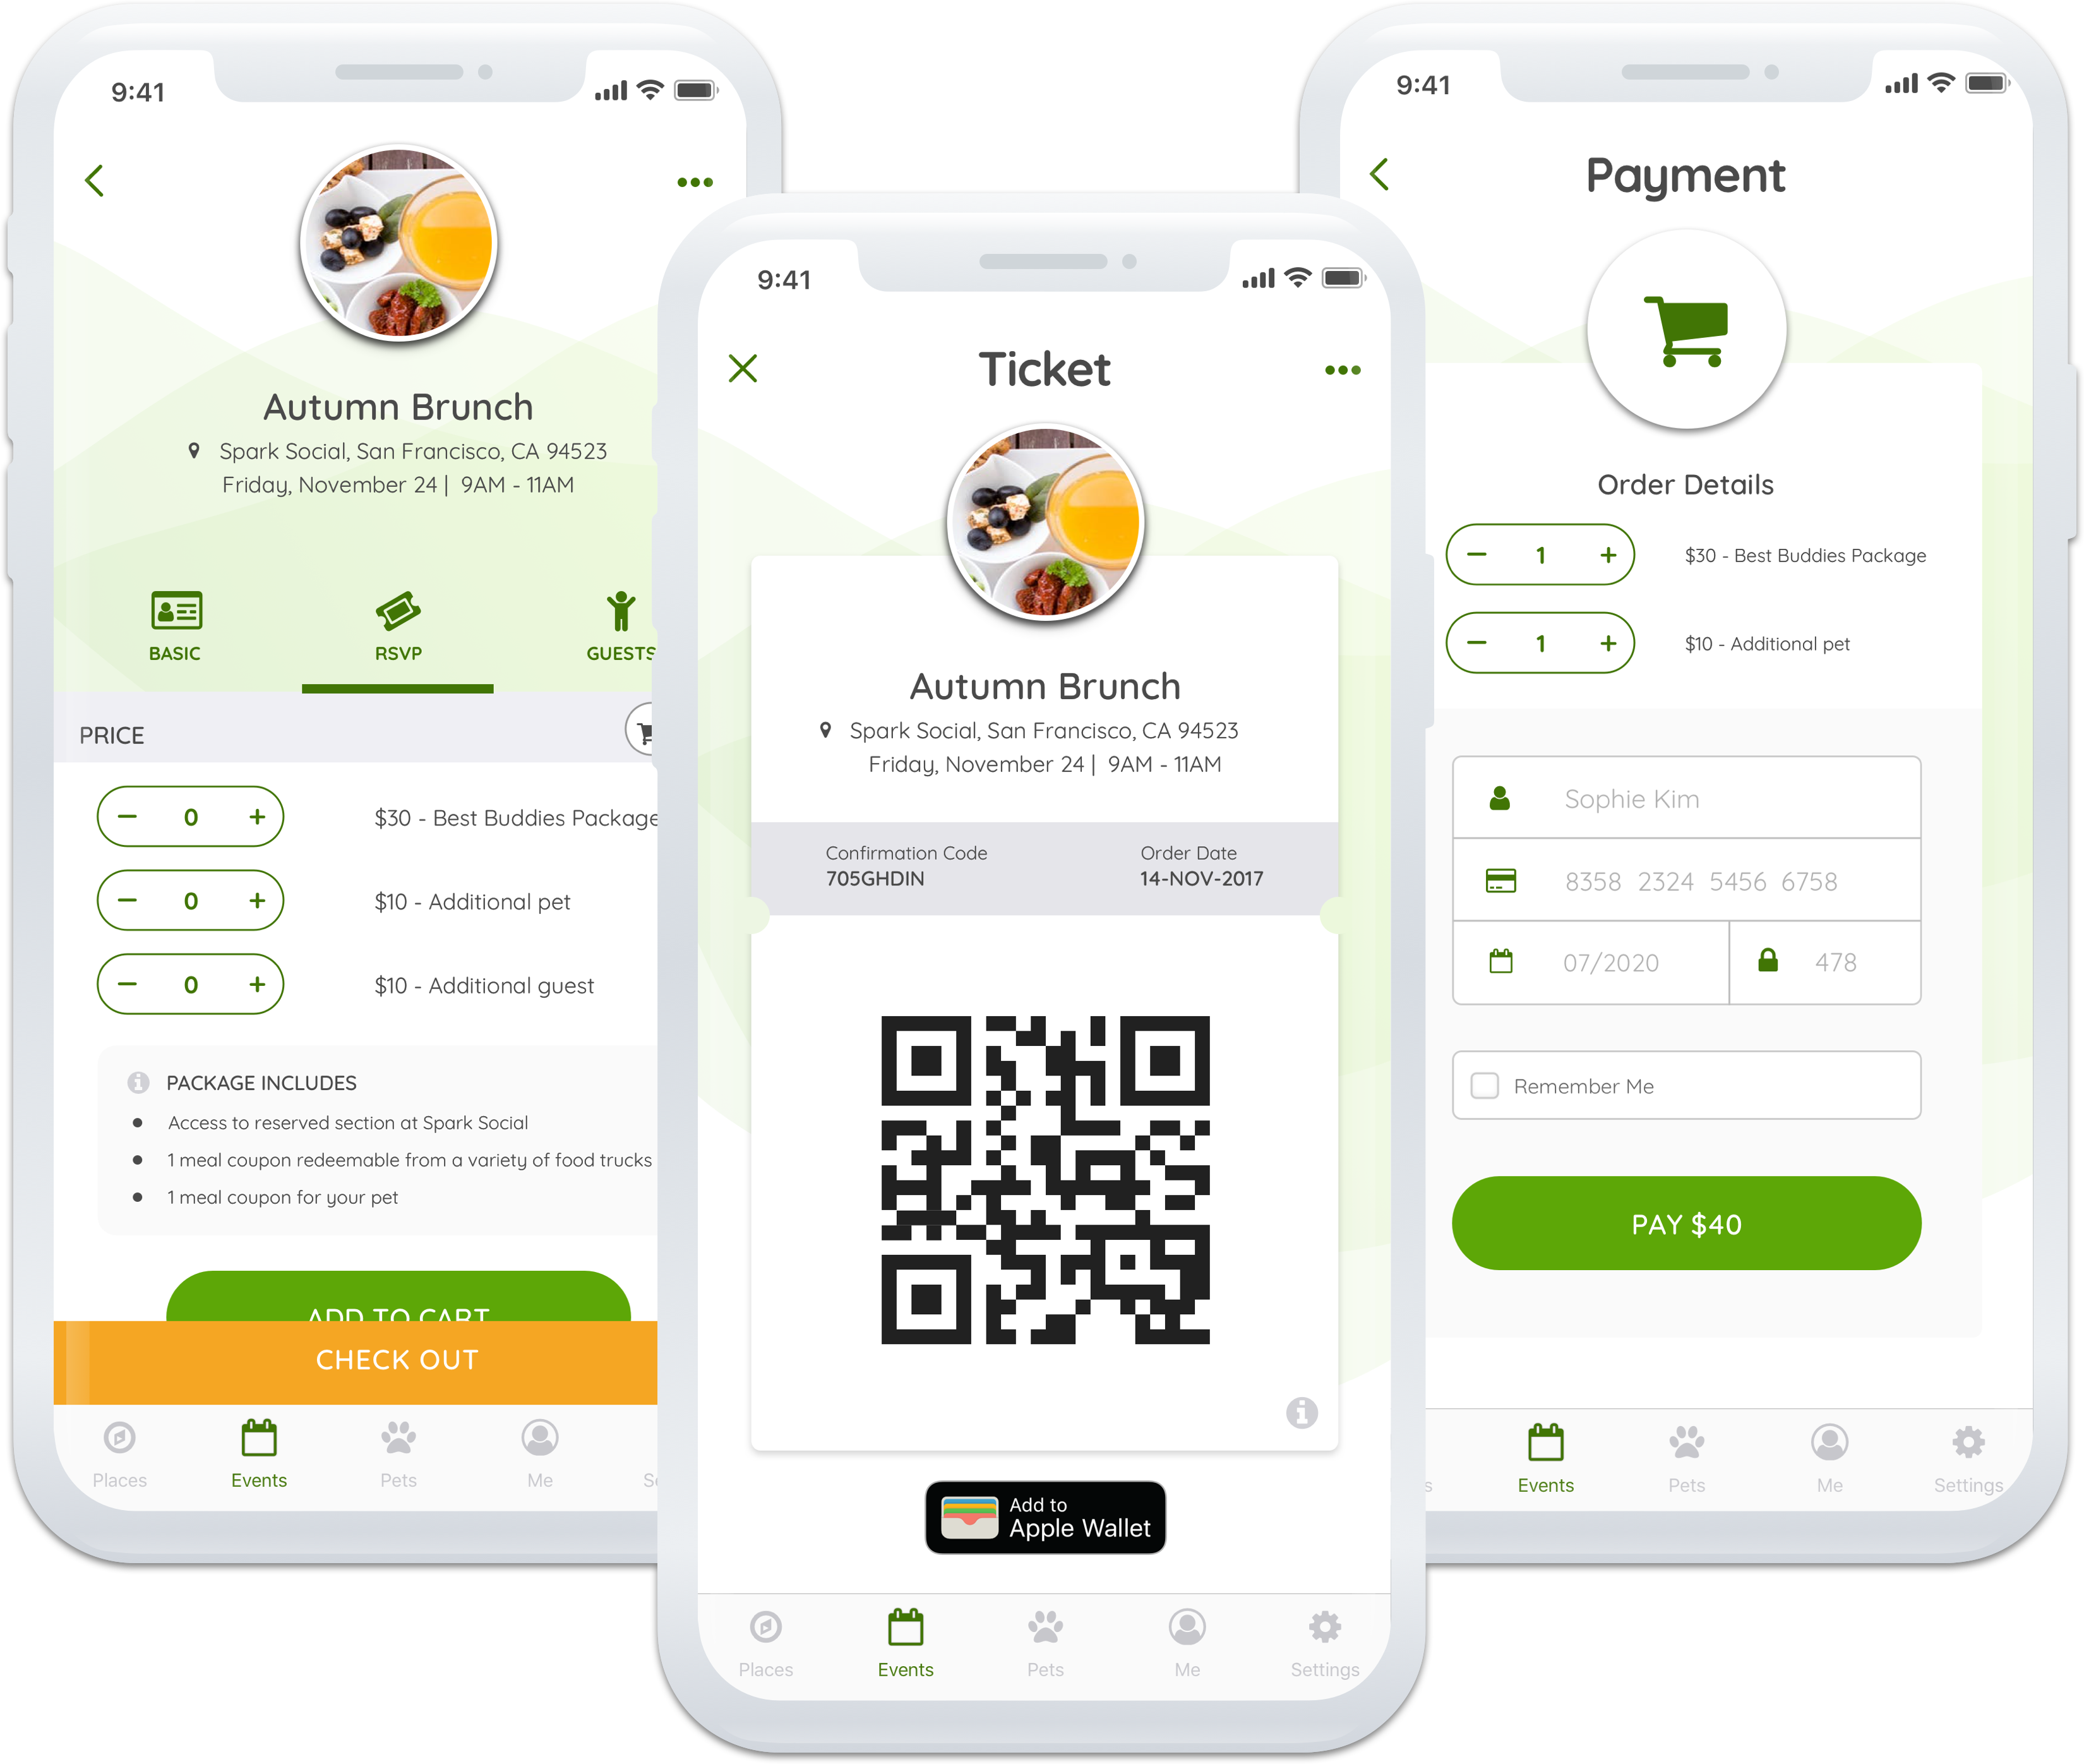 9:41
Autumn Brunch
Spark Social, San Francisco, CA 94523
Friday, November 24 | 9AM - 11AM
BASIC
RSVP
GUESTS
PRICE
0
$30 - Best Buddies Package
0
$10 - Additional pet
0
$10 - Additional guest
PACKAGE INCLUDES
Access to reserved section at Spark Social
1 meal coupon redeemable from a variety of food trucks
1 meal coupon for your pet
ADD TO CART
CHECK OUT
Places
Events
Pets
Me
9:41
Ticket
Autumn Brunch
Spark Social, San Francisco, CA 94523
Friday, November 24 | 9AM - 11AM
Confirmation Code
705GHDIN
Order Date
14-NOV-2017
Add to
Apple Wallet
Places
Events
Pets
Me
Settings
9:41
Payment
Order Details
1
$30 - Best Buddies Package
1
$10 - Additional pet
Sophie Kim
8358 2324 5456 6758
07/2020
478
Remember Me
PAY $40
Events
Pets
Me
Settings